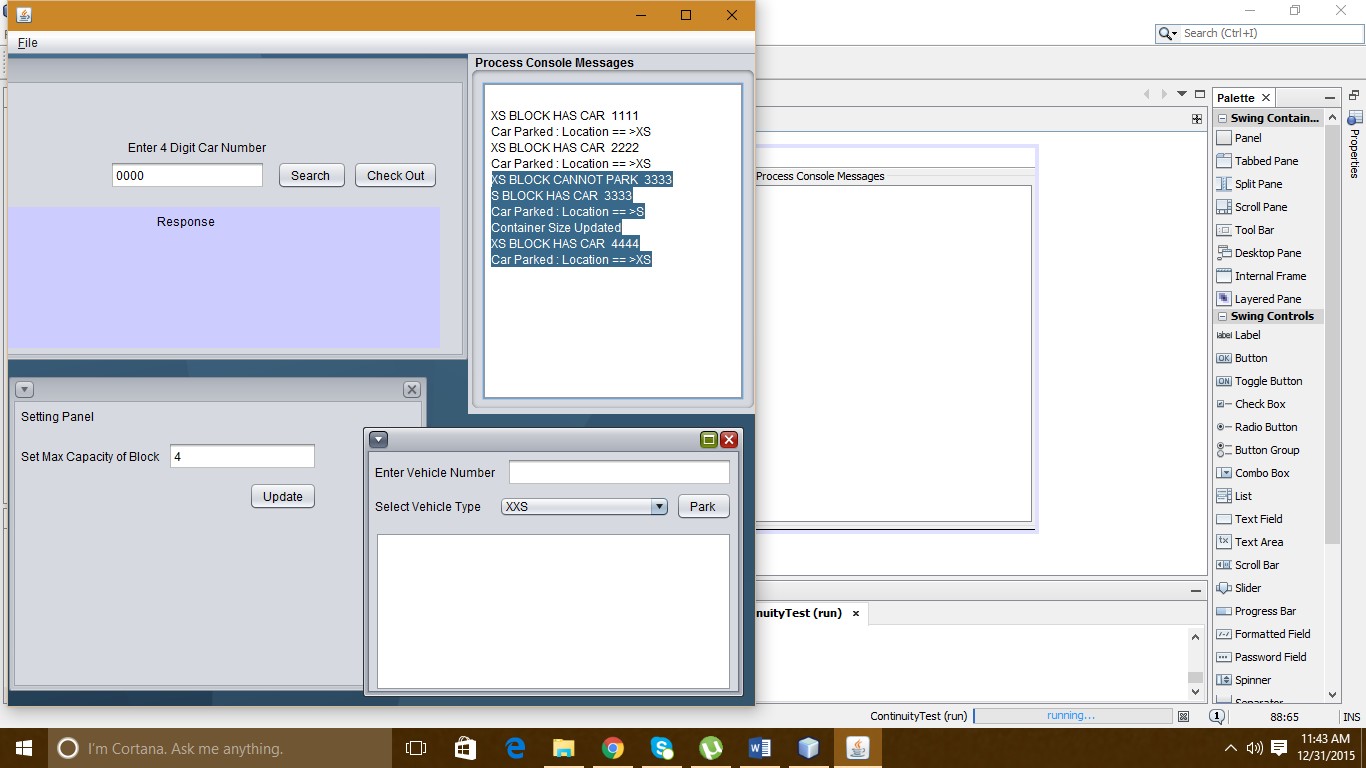 File
Process Console Messages
XS BLOCK HAS CAR 1111
Car Parked : Location == >XS
XS BLOCK HAS CAR 2222
Car Parked : Location == >XS
XS BLOCK CANNOT PARK 3333
S BLOCK HAS CAR 3333
Car Parked : Location == >S
Container Size Updated
XS BLOCK HAS CAR 4444
Car Parked : Location == >XS
Enter 4 Digit Car Number
0000
Search
Check Out
Response
Setting Panel
Set Max Capacity of Block
4
Update
Enter Vehicle Number
Select Vehicle Type
XXS
Park
Search (Ctrl+I)
Process Console Messages
Palette
Swing Contain...
Panel
Tabbed Pane
Split Pane
Scroll Pane
Tool Bar
Desktop Pane
Internal Frame
Layered Pane
Swing Controls
label Label
OK Button
ON Toggle Button
Check Box
Radio Button
Button Group
Combo Box
List
Text Field
tx Text Area
Scroll Bar
Slider
Progress Bar
Formatted Field
Password Field
Spinner
Separator
Properties
nuityTest (run)
ContinuityTest (run)
running...
1
88:65
INS
I'm Cortana. Ask me anything.
11:43 AM
12/31/2015